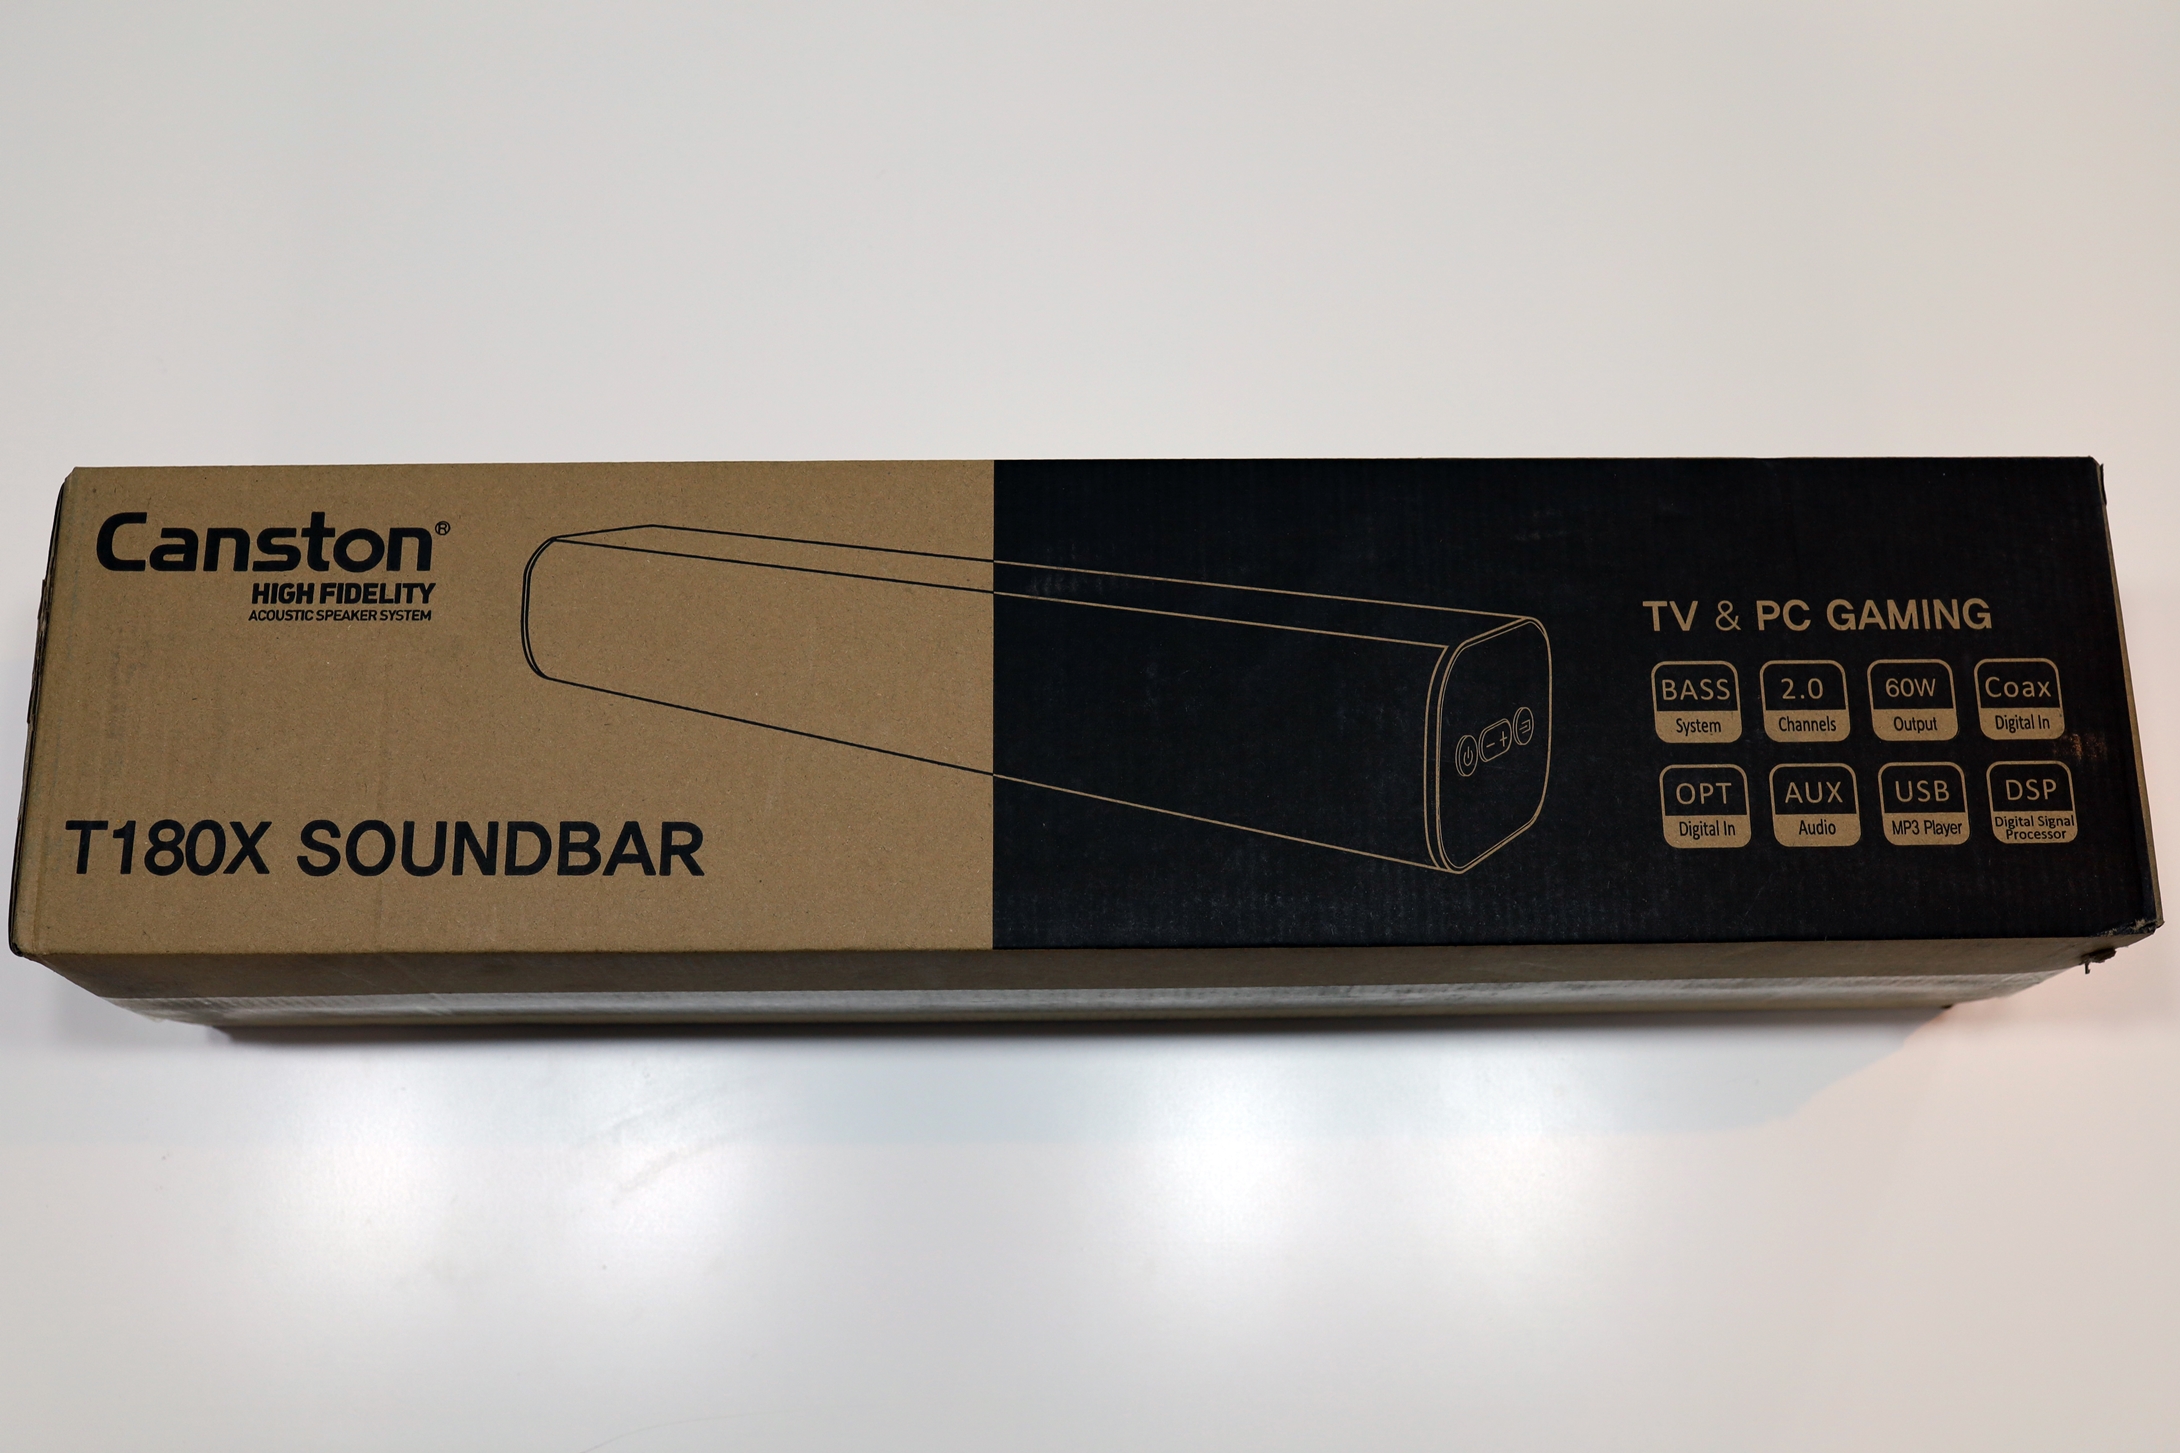 Canston®
HIGH FIDELITY
ACOUSTIC SPEAKER SYSTEM
T180X SOUNDBAR
TV & PC GAMING
BASS
System
2.0
Channels
60W
Output
Coax
Digital In
OPT
Digital In
AUX
Audio
USB
MP3 Player
DSP
Digital Signal
Processor